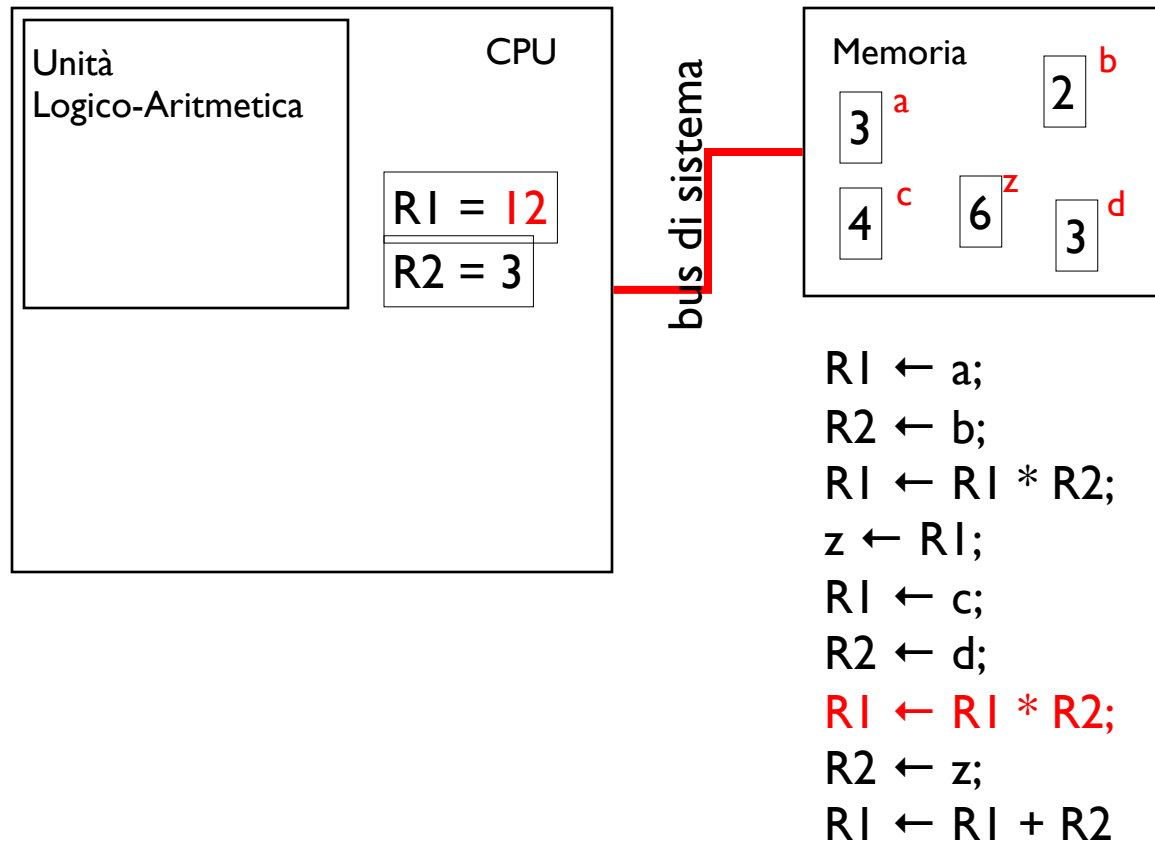 Unità
Logico-Aritmetica
CPU
R1 = 12
R2 = 3
bus di sistema
Memoria
3 a
2 b
4 c
6 z
3 d
R1 ← a;
R2 ← b;
R1 ← R1 * R2;
z ← R1;
R1 ← c;
R2 ← d;
R1 ← R1 * R2;
R2 ← z;
R1 ← R1 + R2